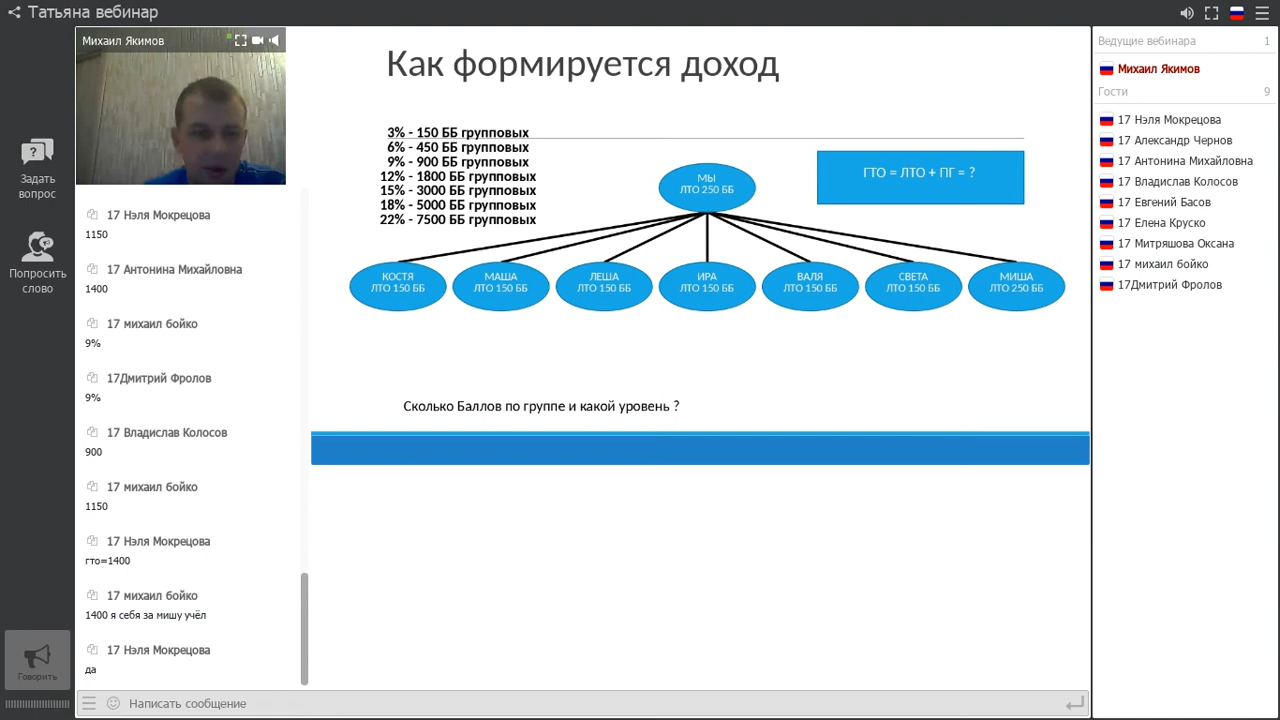 Татьяна вебинар
Михаил Якимов
Задать
вопрос
Попросить
слово
Говорить
17 Нэля Мокрецова
1150
17 Антонина Михайловна
1400
17 михаил бойко
9%
17Дмитрий Фролов
9%
17 Владислав Колосов
900
17 михаил бойко
1150
17 Нэля Мокрецова
гто=1400
17 михаил бойко
1400 я себя за мишу учёл
17 Нэля Мокрецова
да
Написать сообщение
Как формируется доход
3% - 150 ББ групповых
6% - 450 ББ групповых
9% - 900 ББ групповых
12% - 1800 ББ групповых
15% - 3000 ББ групповых
18% - 5000 ББ групповых
22% - 7500 ББ групповых
МЫ
ЛТО 250 ББ
ГТО = ЛТО + ПГ = ?
КОСТЯ
ЛТО 150 ББ
МАША
ЛТО 150 ББ
ЛЕША
ЛТО 150 ББ
ИРА
ЛТО 150 ББ
ВАЛЯ
ЛТО 150 ББ
СВЕТА
ЛТО 150 ББ
МИША
ЛТО 250 ББ
Сколько Баллов по группе и какой уровень ?
Ведущие вебинара 1
Михаил Якимов
Гости 9
17 Нэля Мокрецова
17 Александр Чернов
17 Антонина Михайловна
17 Владислав Колосов
17 Евгений Басов
17 Елена Круско
17 Митряшова Оксана
17 михаил бойко
17Дмитрий Фролов